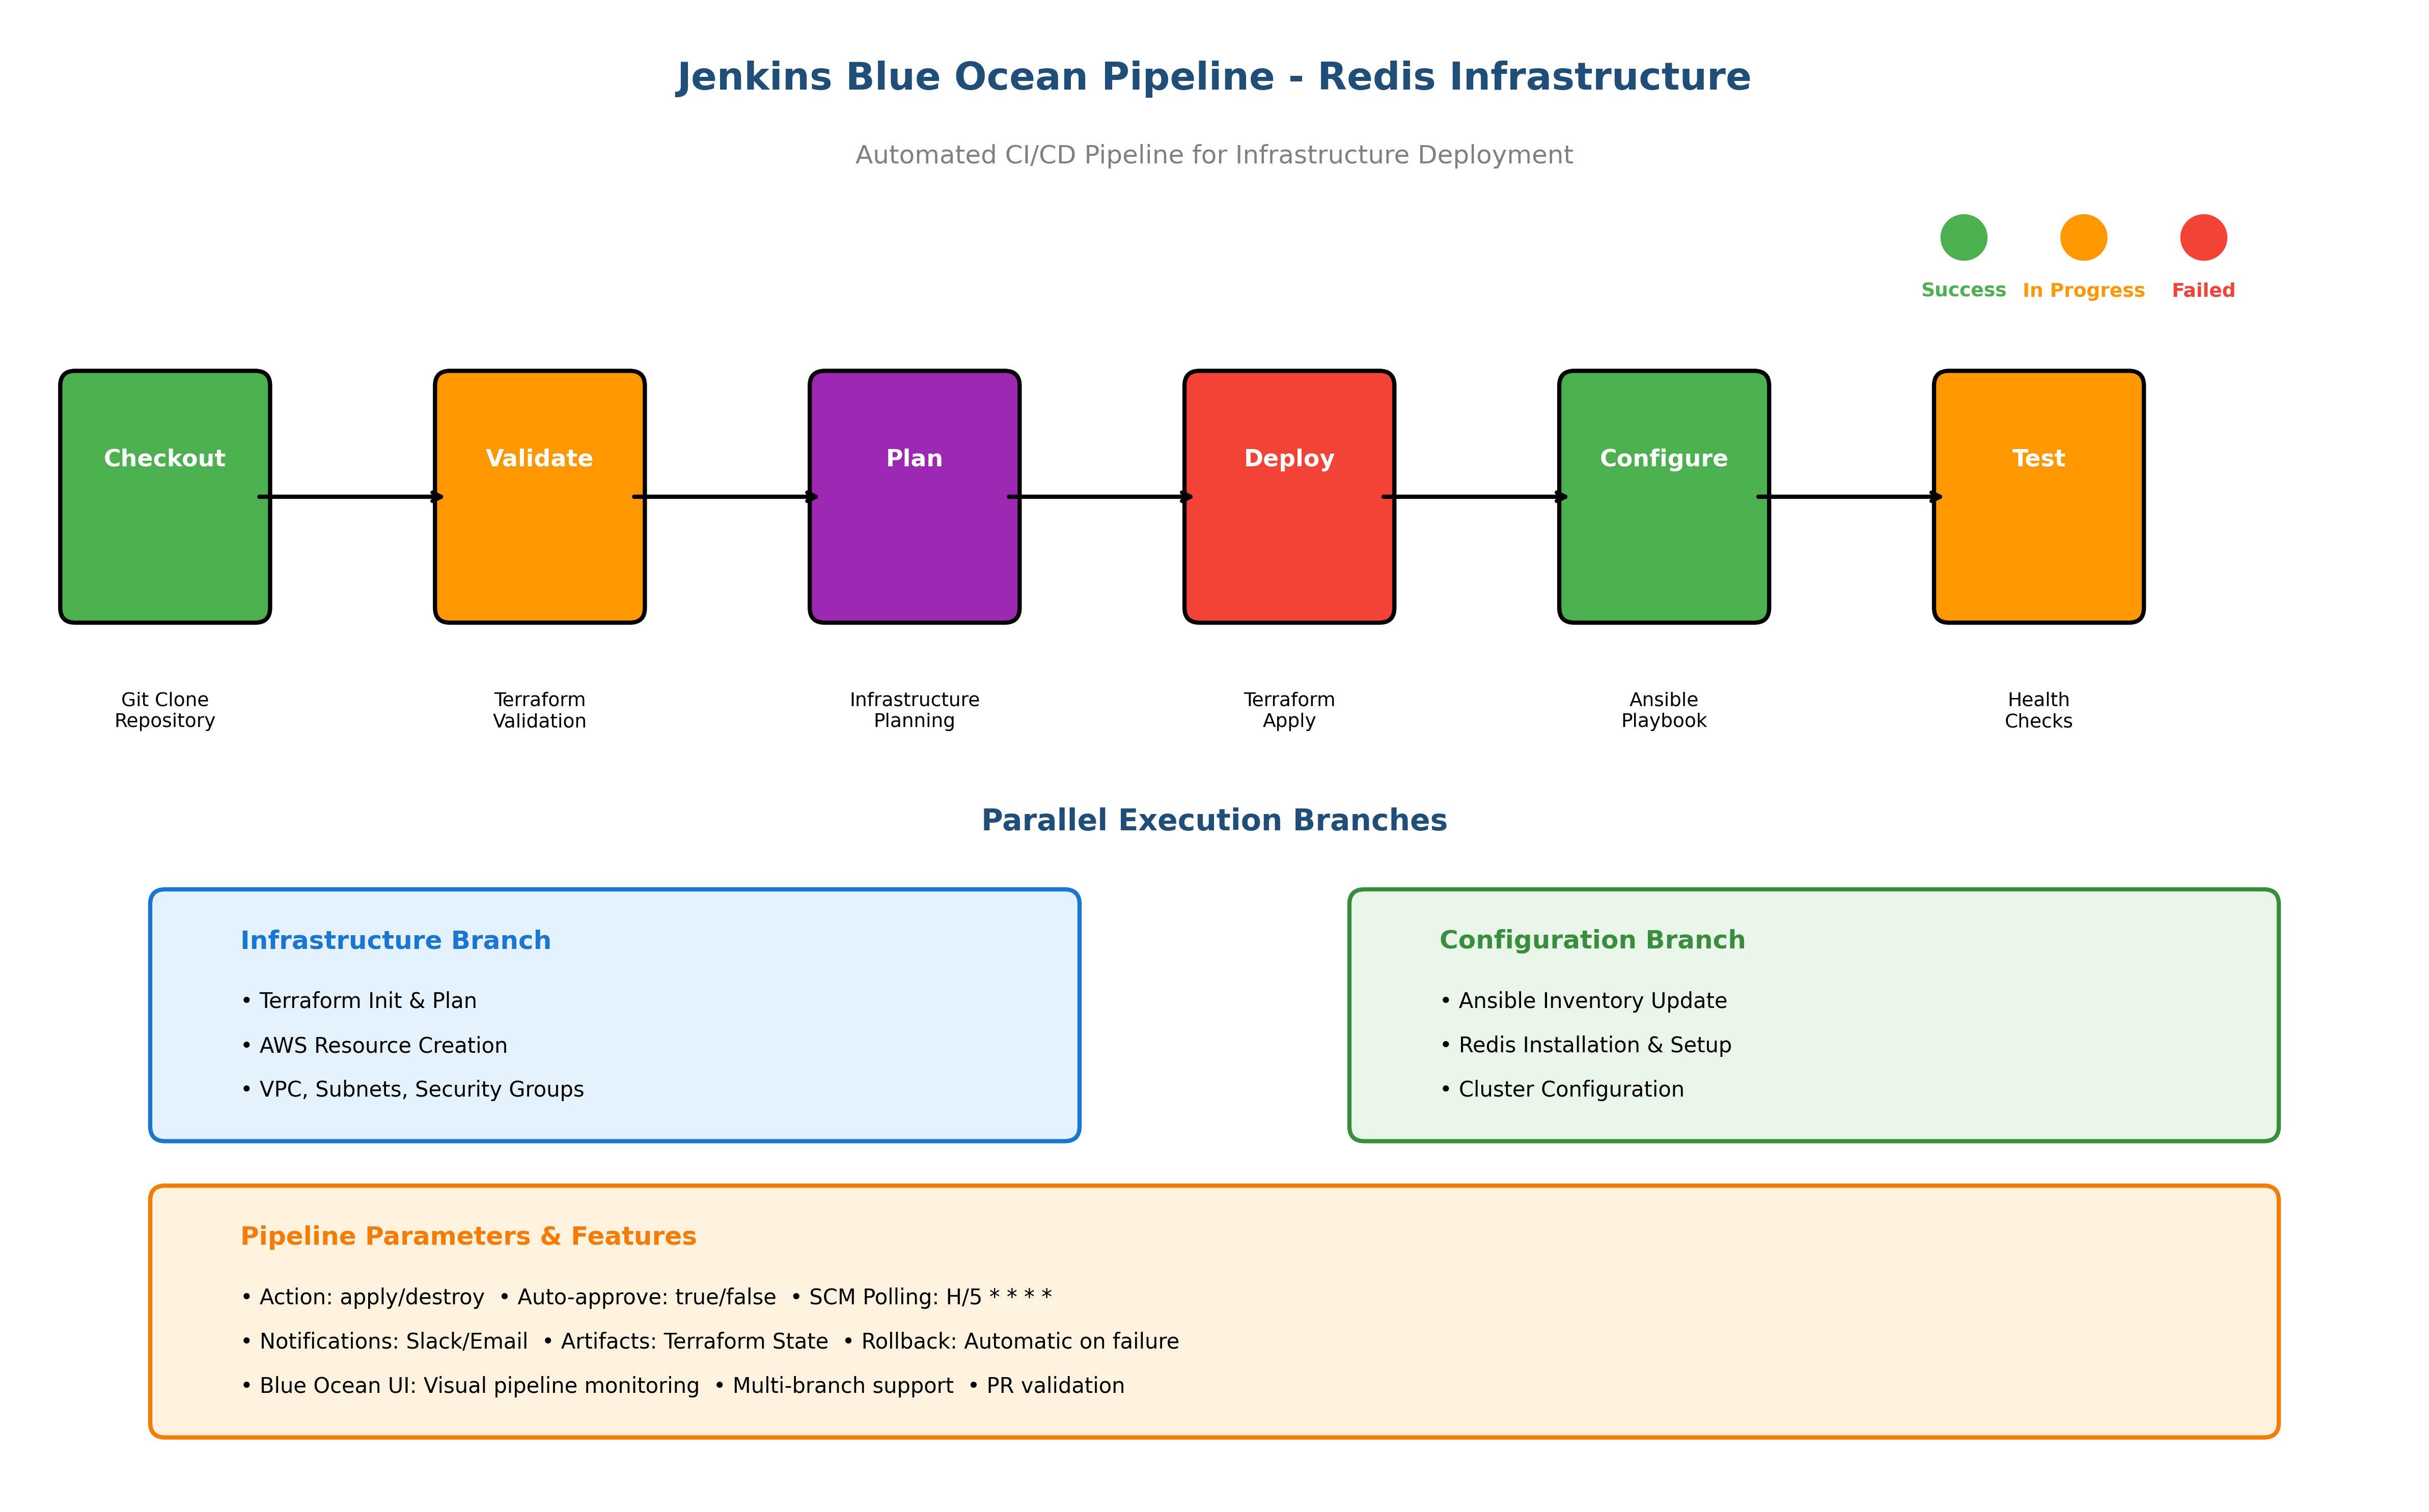 Jenkins Blue Ocean Pipeline - Redis Infrastructure
Automated CI/CD Pipeline for Infrastructure Deployment
Success In Progress Failed
Checkout
Validate
Plan
Deploy
Configure
Test
Git Clone
Repository
Terraform
Validation
Infrastructure
Planning
Terraform
Apply
Ansible
Playbook
Health
Checks
Parallel Execution Branches
Infrastructure Branch
• Terraform Init & Plan
• AWS Resource Creation
• VPC, Subnets, Security Groups
Configuration Branch
• Ansible Inventory Update
• Redis Installation & Setup
• Cluster Configuration
Pipeline Parameters & Features
• Action: apply/destroy • Auto-approve: true/false • SCM Polling: H/5 * * * *
• Notifications: Slack/Email • Artifacts: Terraform State • Rollback: Automatic on failure
• Blue Ocean UI: Visual pipeline monitoring • Multi-branch support • PR validation